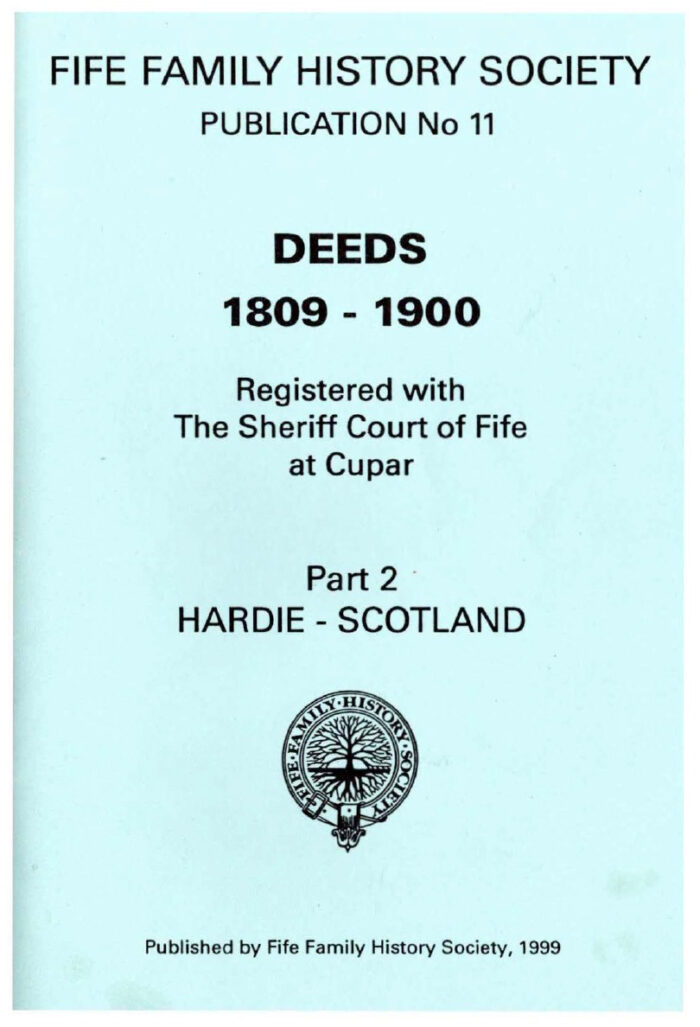 FIFE FAMILY HISTORY SOCIETY
PUBLICATION No 11
DEEDS
1809 - 1900
Registered with
The Sheriff Court of Fife
at Cupar
Part 2
HARDIE - SCOTLAND
FIFE·FAMILY·HISTORY·SOCIETY
Published by Fife Family History Society, 1999